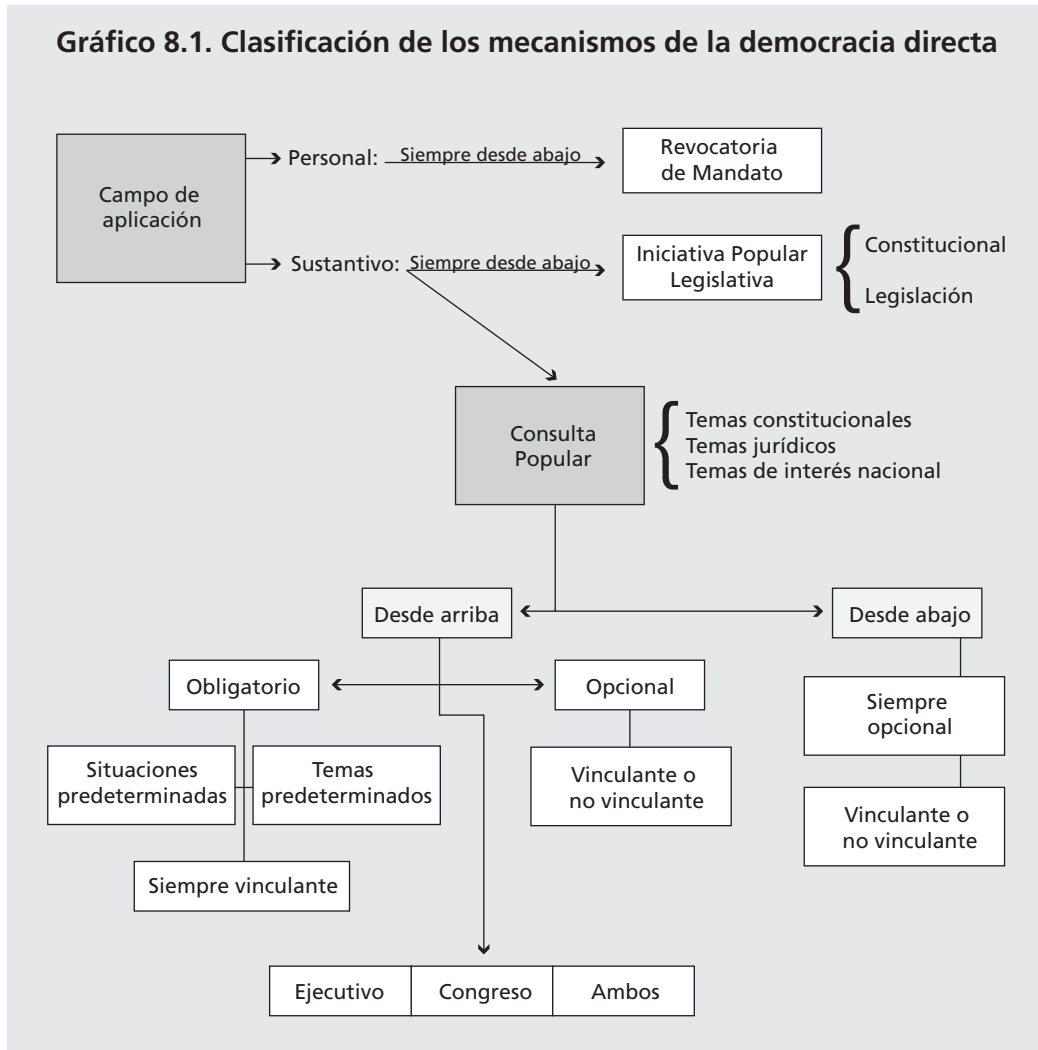 Gráfico 8.1. Clasificación de los mecanismos de la democracia directa
Campo de
aplicación
Personal:
Siempre desde abajo
Revocatoria
de Mandato
Sustantivo:
Siempre desde abajo
Iniciativa Popular
Legislativa
Constitucional
Legislación
Consulta
Popular
Temas constitucionales
Temas jurídicos
Temas de interés nacional
Desde arriba
Desde abajo
Obligatorio
Opcional
Siempre
opcional
Situaciones
predeterminadas
Temas
predeterminados
Vinculante o
no vinculante
Vinculante o
no vinculante
Siempre vinculante
Ejecutivo
Congreso
Ambos